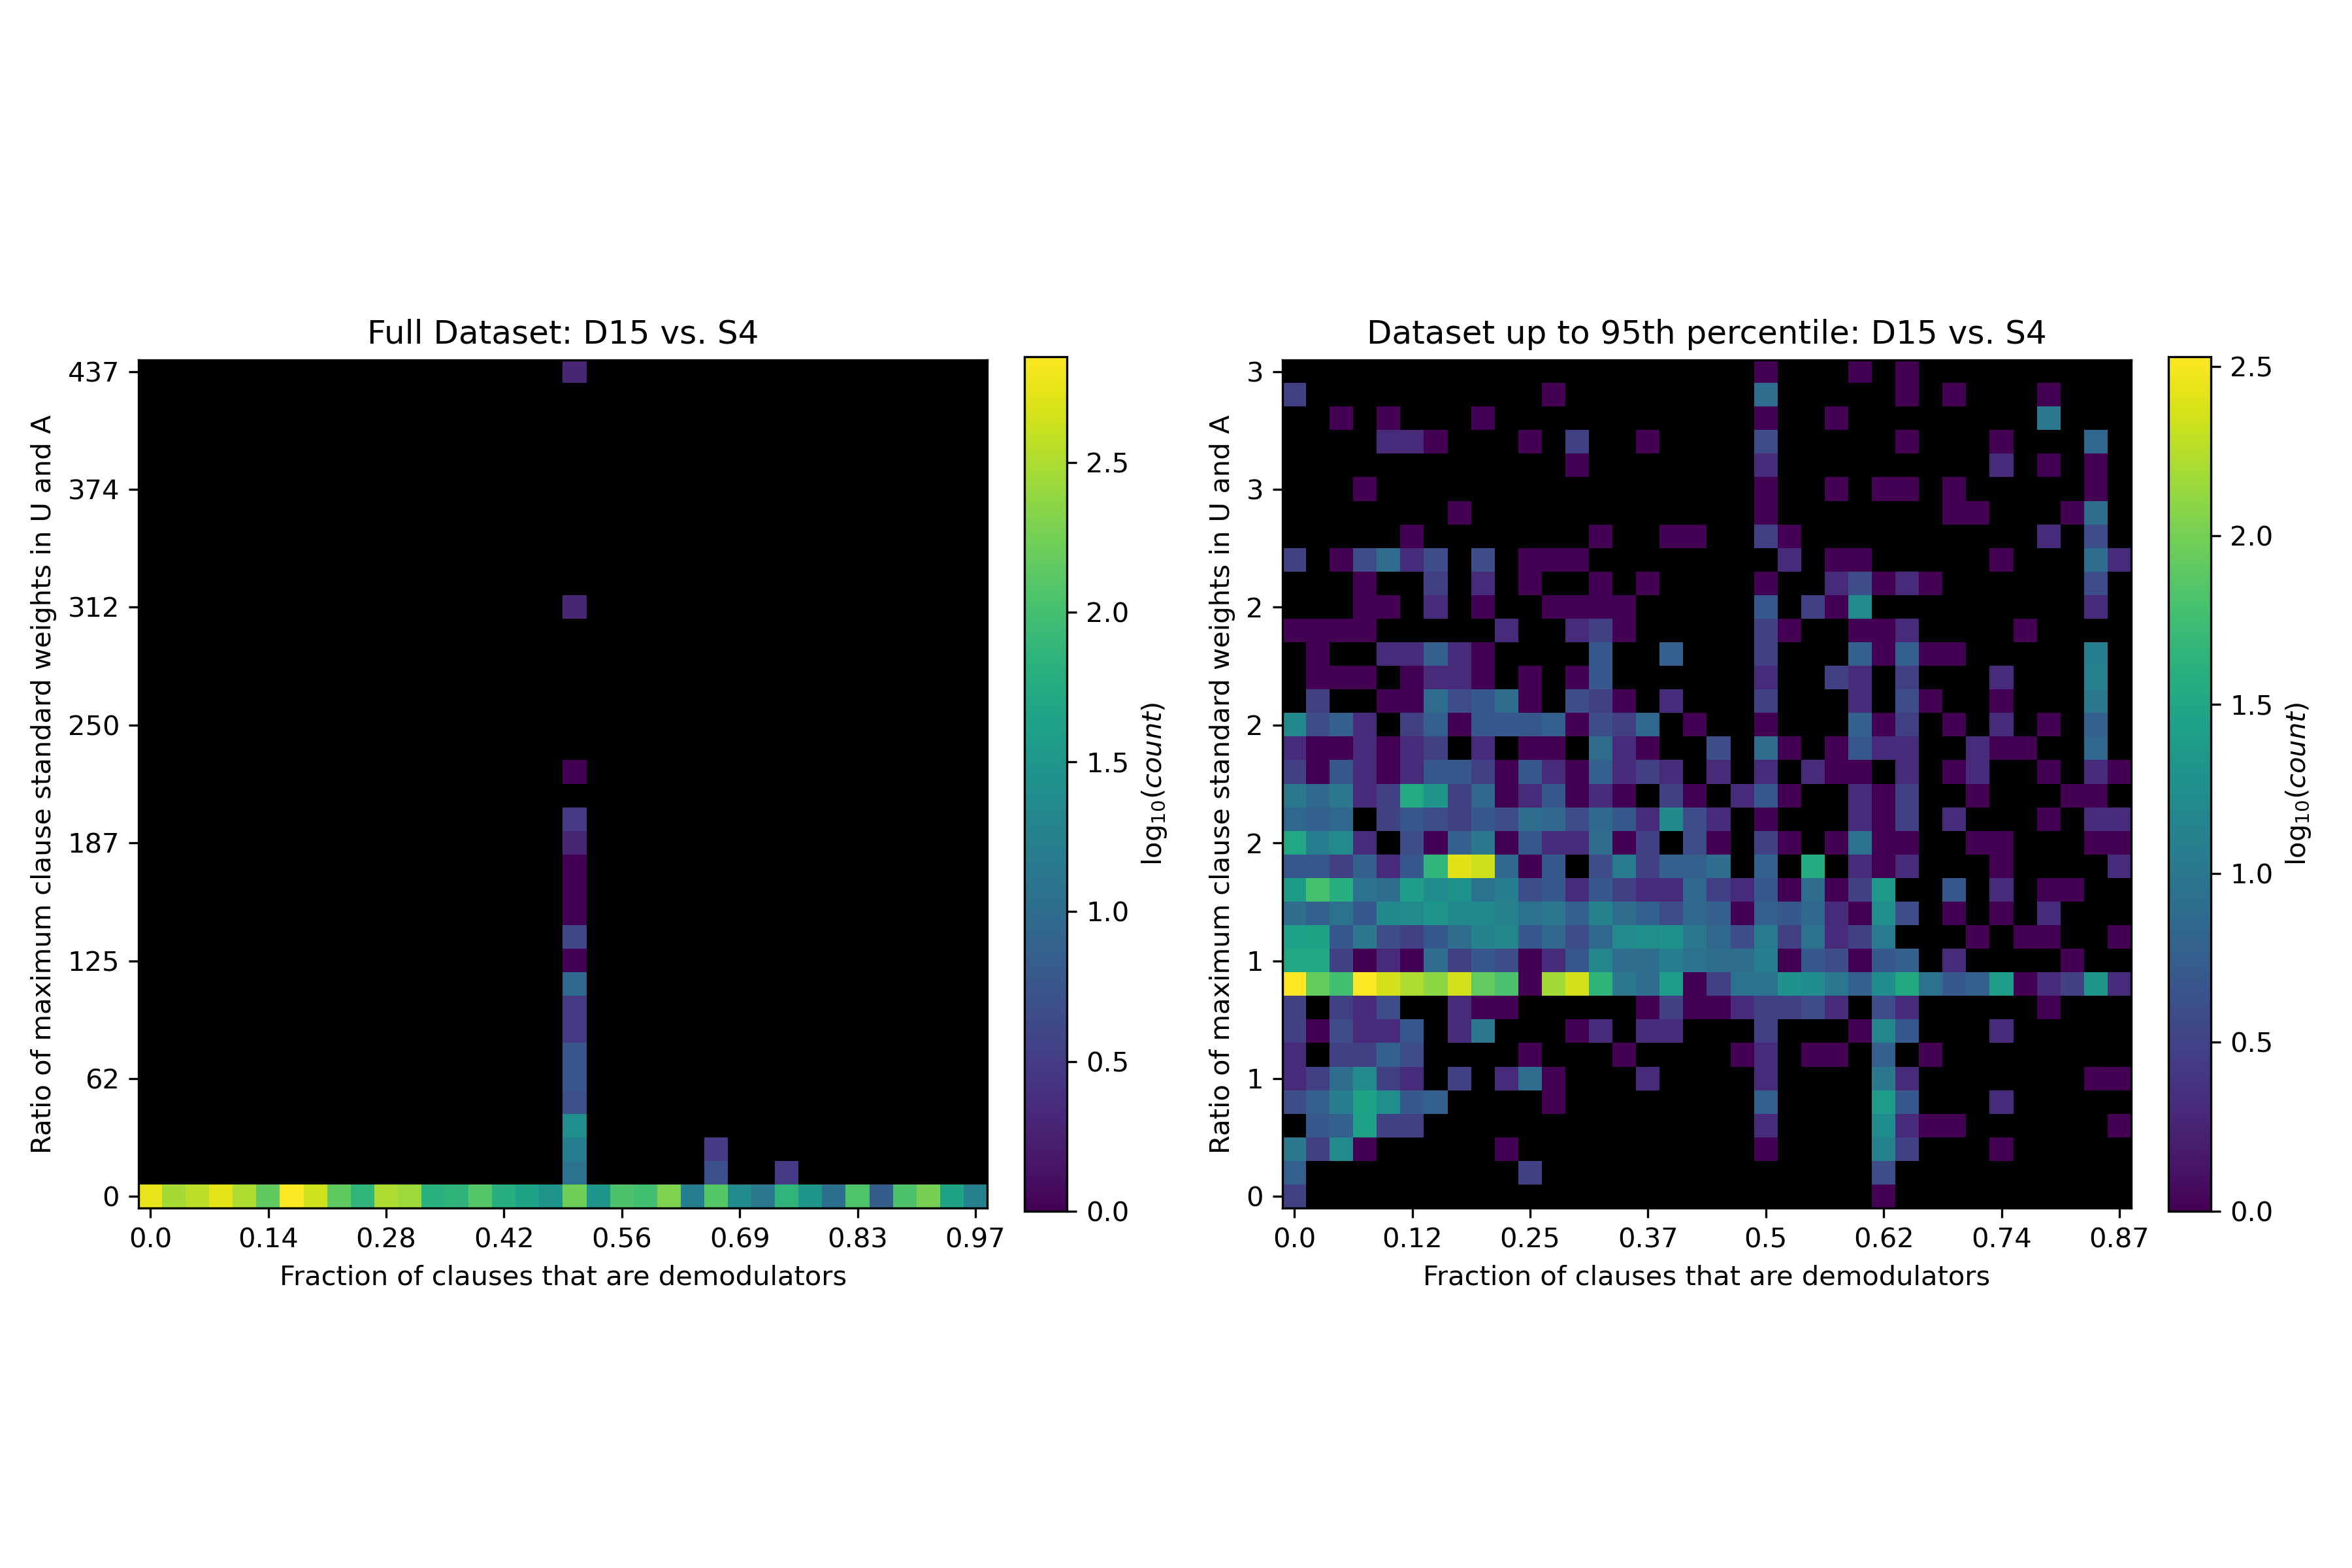 Full Dataset: D15 vs. S4
Ratio of maximum clause standard weights in U and A
437
374
312
250
187
125
62
0
0.0 0.14 0.28 0.42 0.56 0.69 0.83 0.97
Fraction of clauses that are demodulators
2.5
2.0
1.5
1.0
0.5
0.0
log10(count)
Dataset up to 95th percentile: D15 vs. S4
Ratio of maximum clause standard weights in U and A
3
3
2
2
2
1
1
0
0.0 0.12 0.25 0.37 0.5 0.62 0.74 0.87
Fraction of clauses that are demodulators
2.5
2.0
1.5
1.0
0.5
0.0
log10(count)